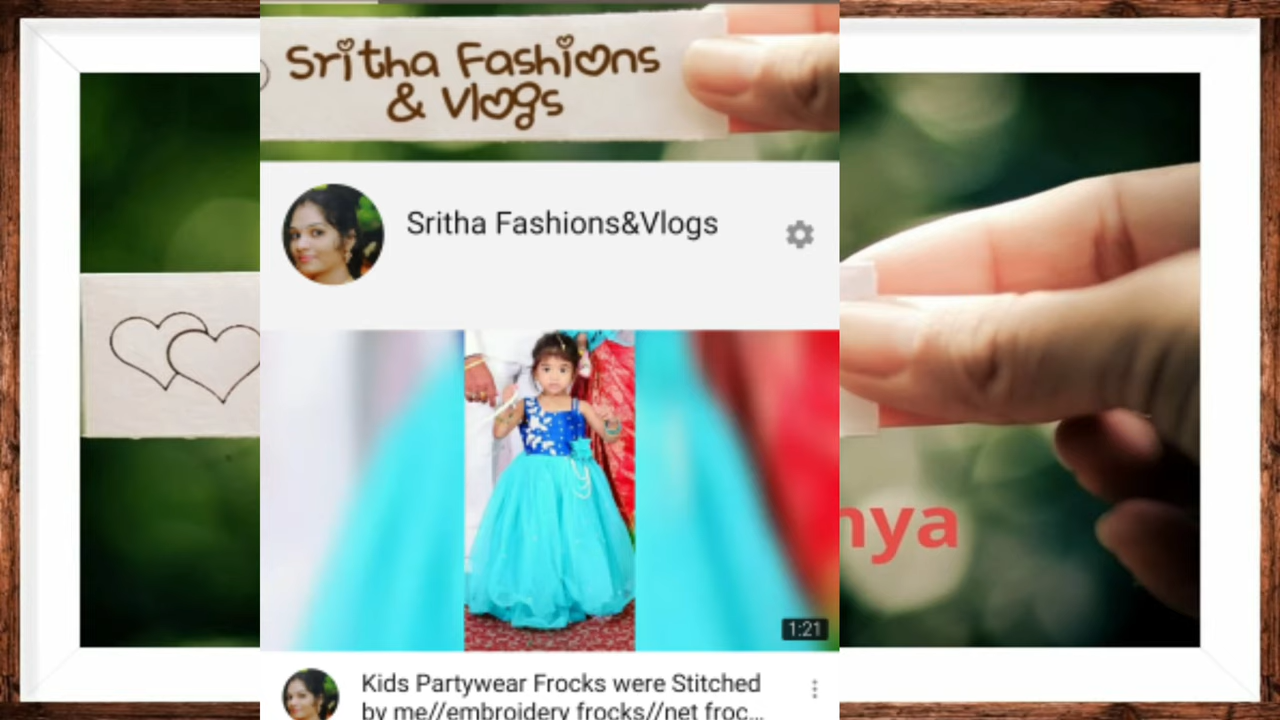 Sritha Fashions
& Vlogs
Sritha Fashions&Vlogs
nya
1:21
Kids Partywear Frocks were Stitched
by me//embroidery frocks//net froc...